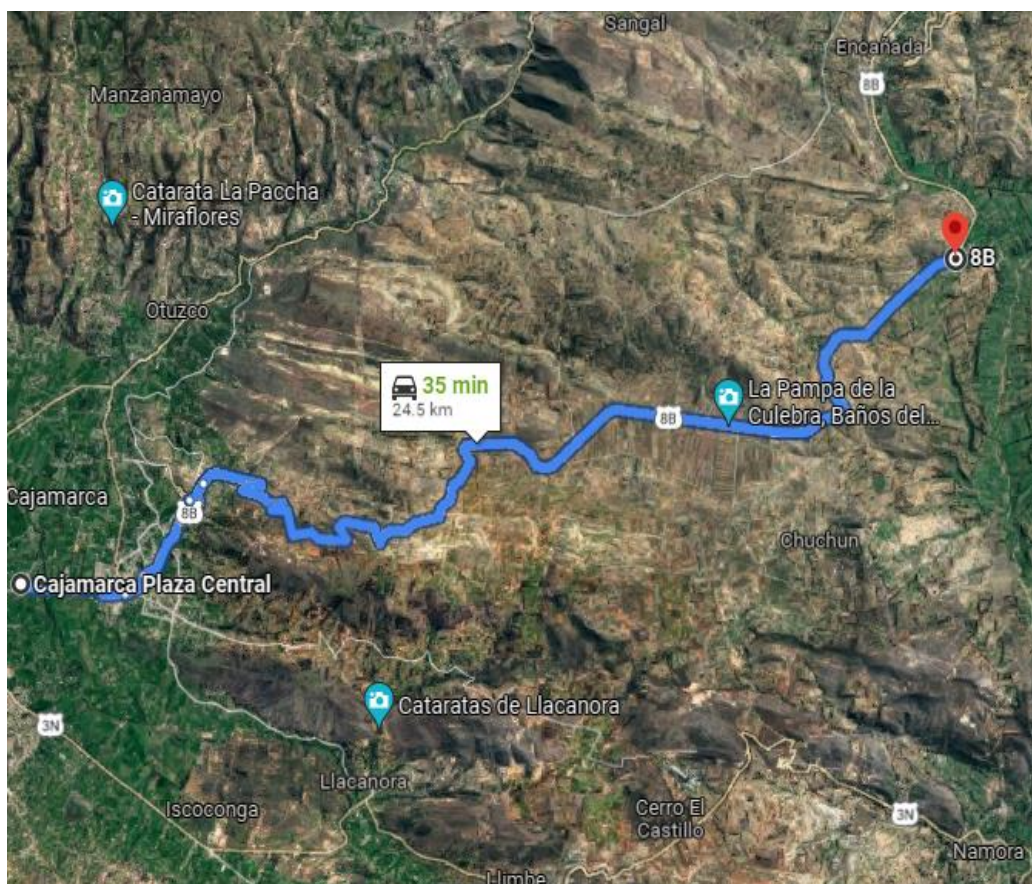 Sangal
Encañada
8B
Manzanamayo
Catarata La Paccha
- Miraflores
8B
Otuzco
35 min
24.5 km
La Pampa de la
Culebra, Baños del...
8B
Cajamarca
8B
Chuchun
Cajamarca Plaza Central
Cataratas de Llacanora
3N
Llacanora
Iscoconga
Cerro El
Castillo
3N
Namora